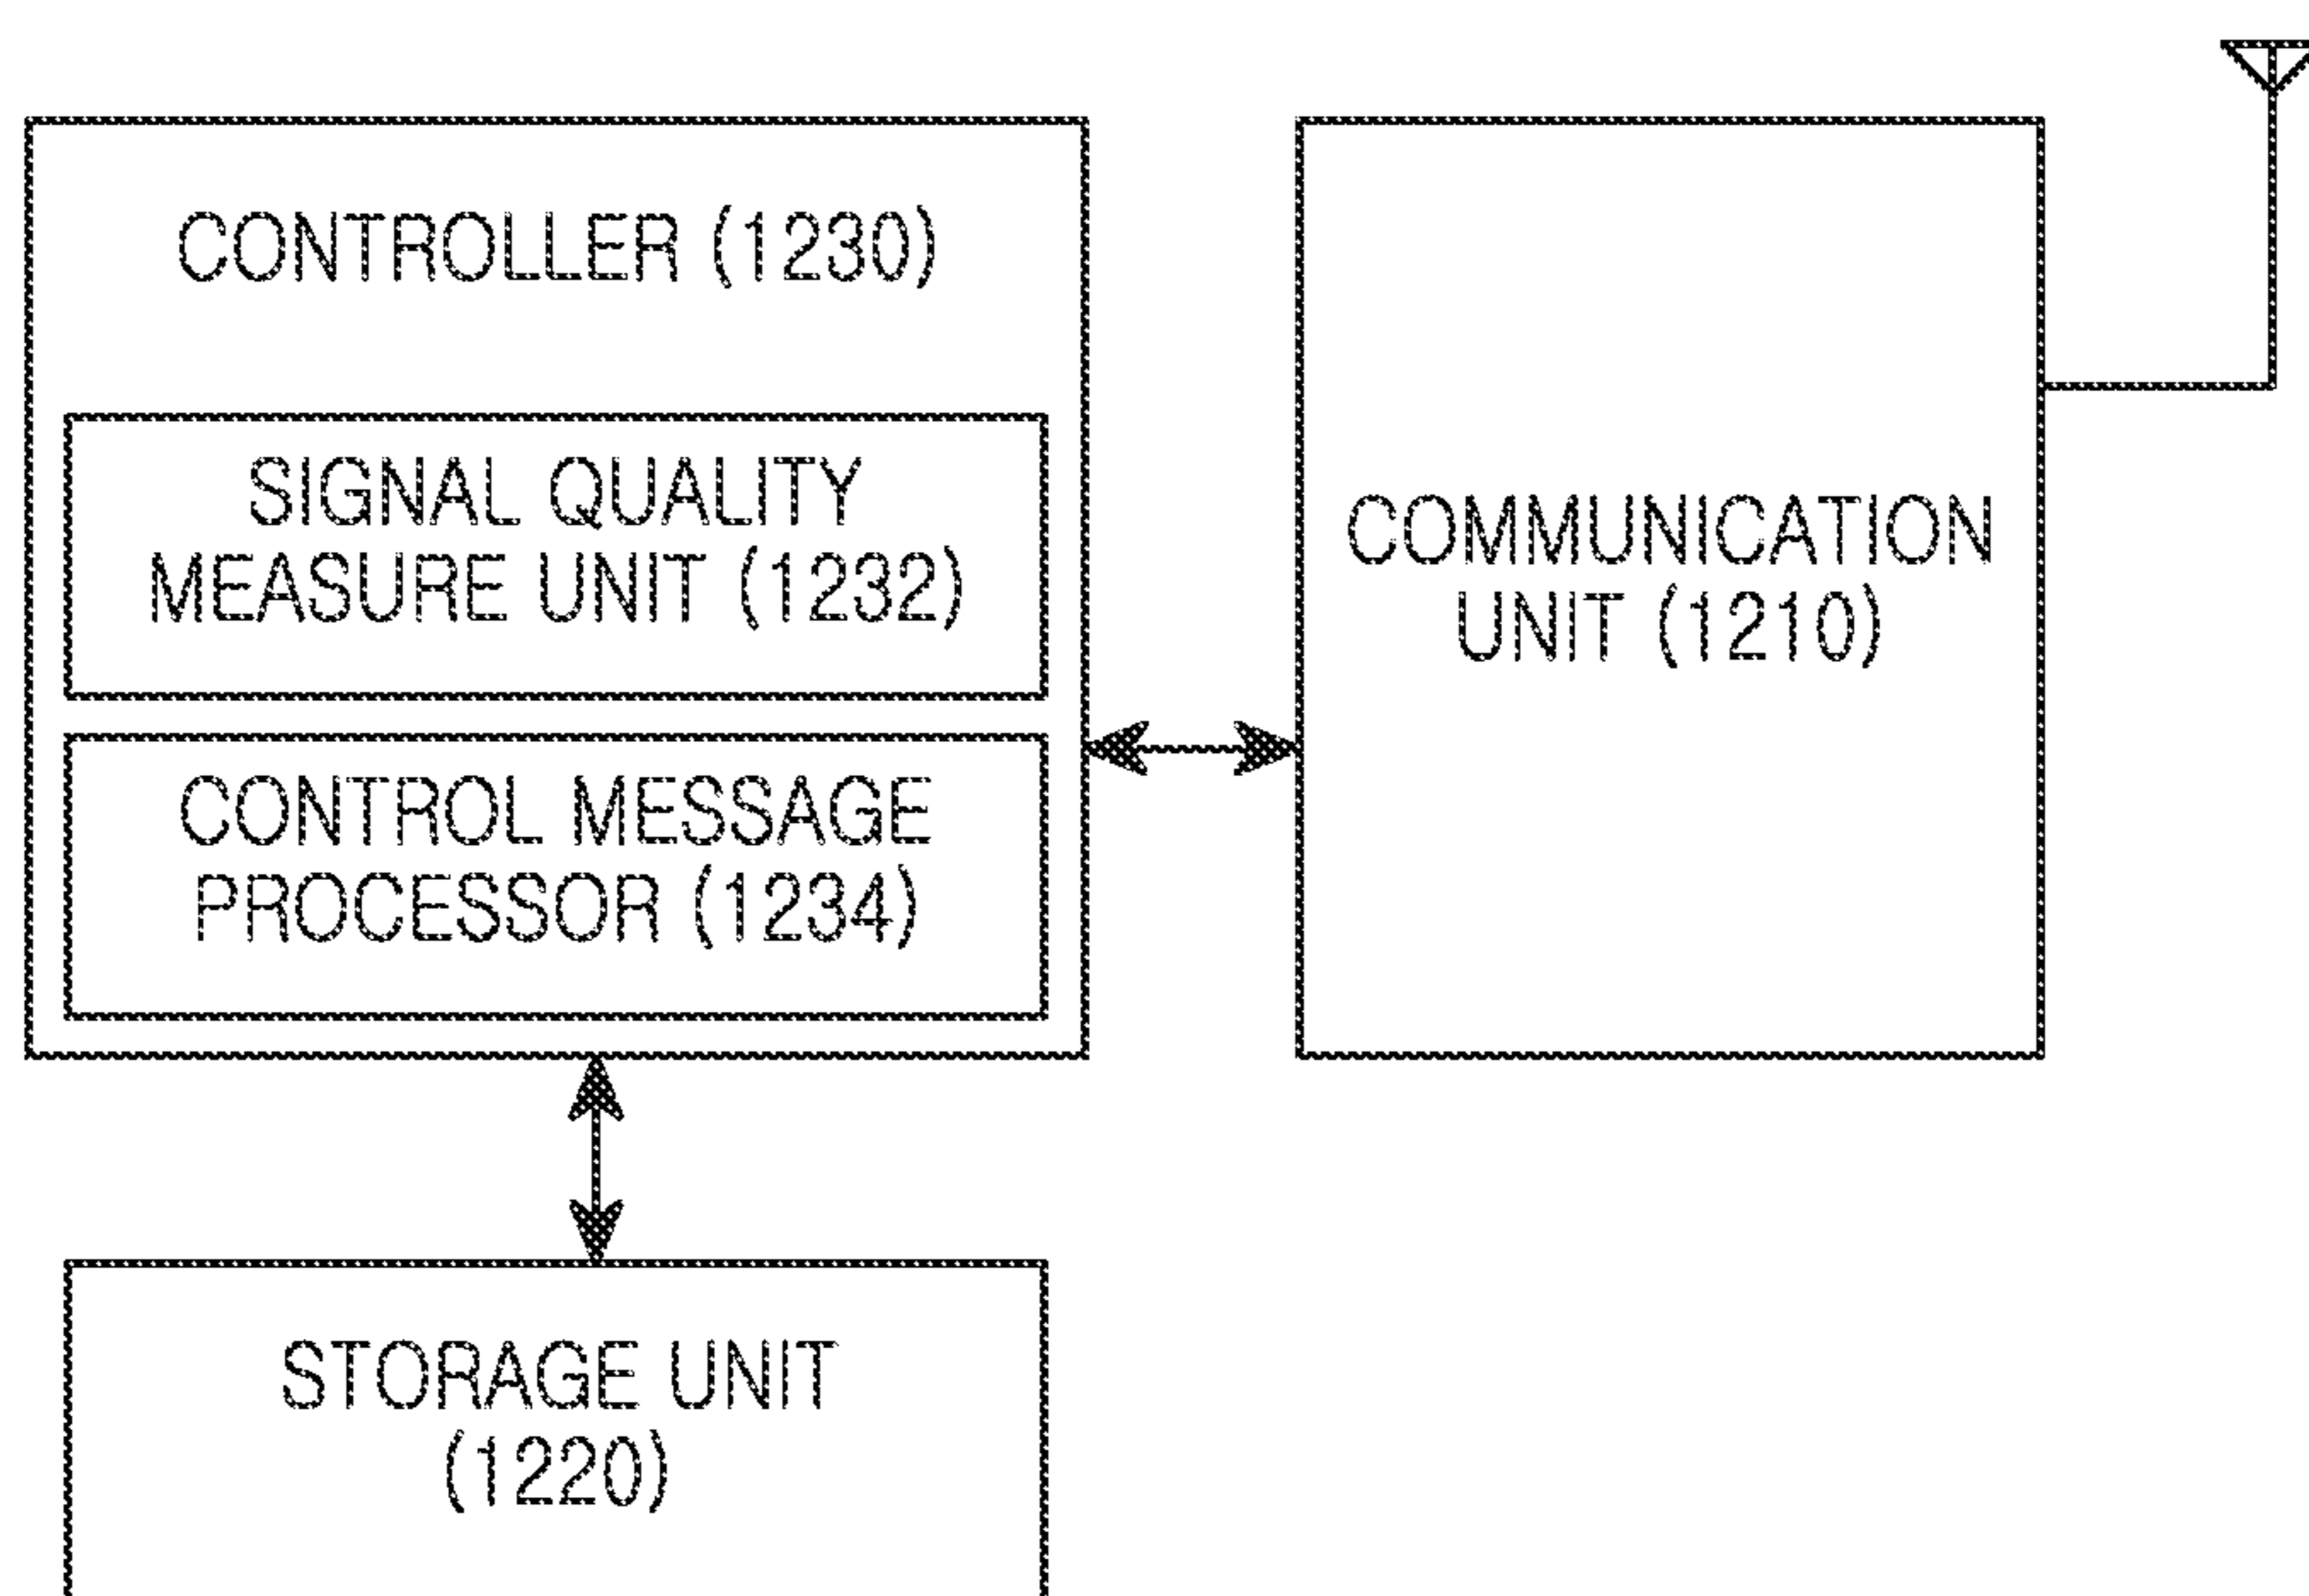 CONTROLLER (1230)
SIGNAL QUALITY
MEASURE UNIT (1232)
CONTROL MESSAGE
PROCESSOR (1234)
COMMUNICATION
UNIT (1210)
STORAGE UNIT
(1220)